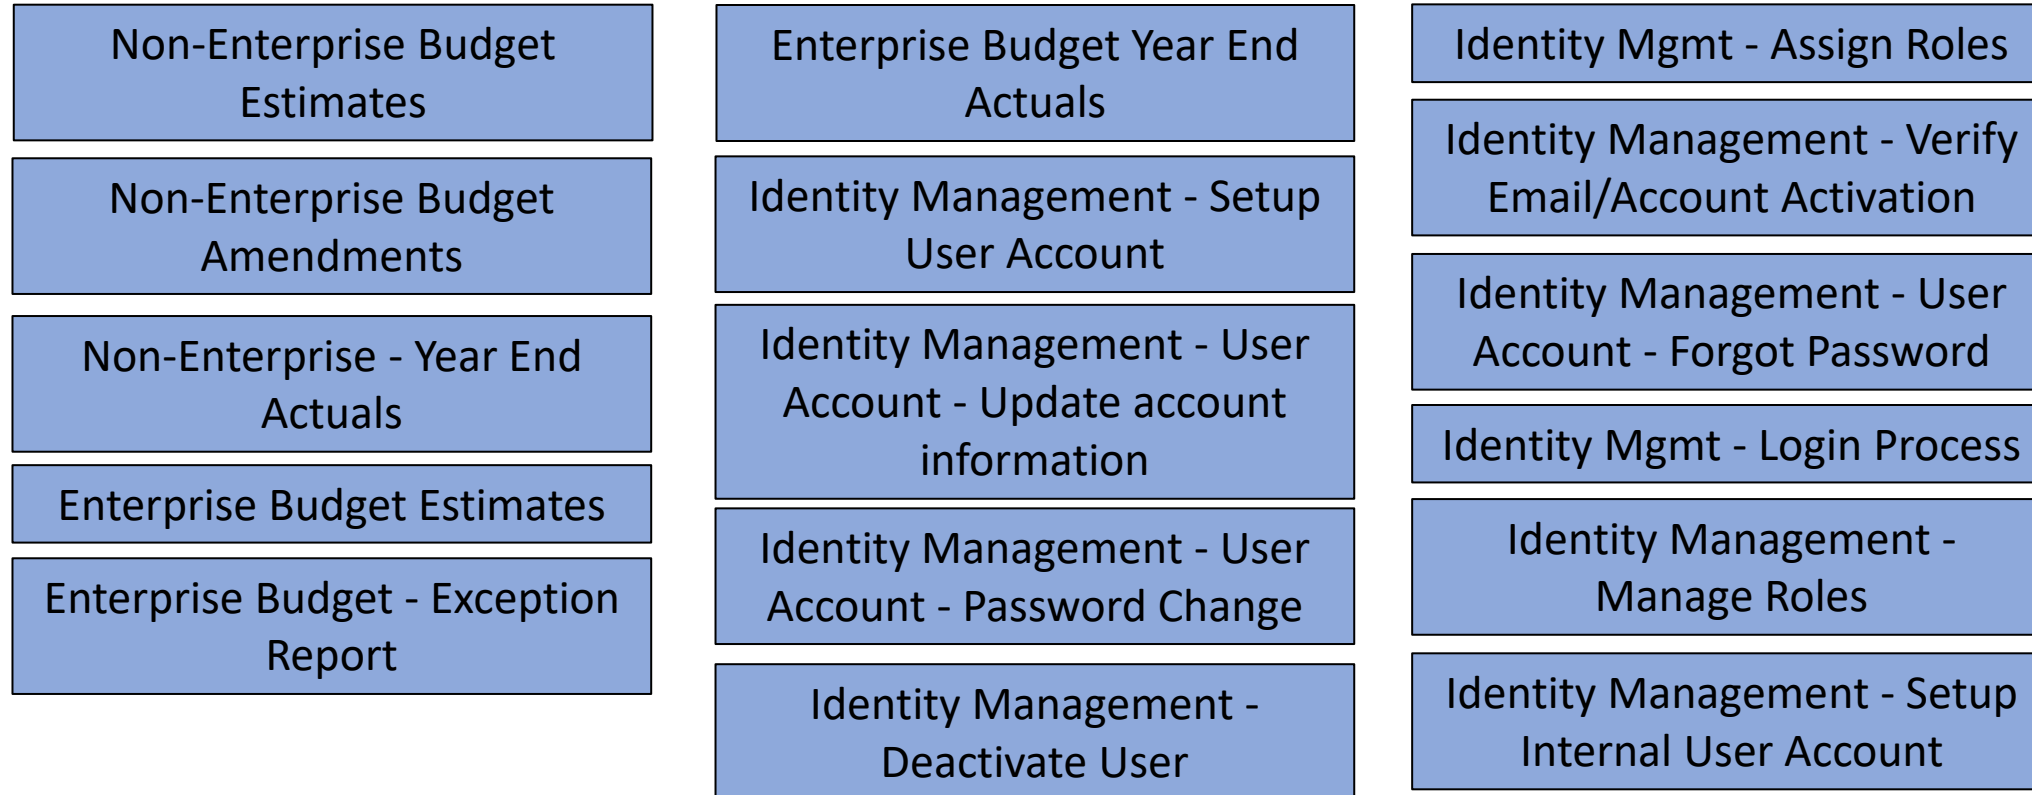 Non-Enterprise Budget
Estimates
Non-Enterprise Budget
Amendments
Non-Enterprise - Year End
Actuals
Enterprise Budget Estimates
Enterprise Budget - Exception
Report
Enterprise Budget Year End
Actuals
Identity Management - Setup
User Account
Identity Management - User
Account - Update account
information
Identity Management - User
Account - Password Change
Identity Management -
Deactivate User
Identity Mgmt - Assign Roles
Identity Management - Verify
Email/Account Activation
Identity Management - User
Account - Forgot Password
Identity Mgmt - Login Process
Identity Management -
Manage Roles
Identity Management - Setup
Internal User Account